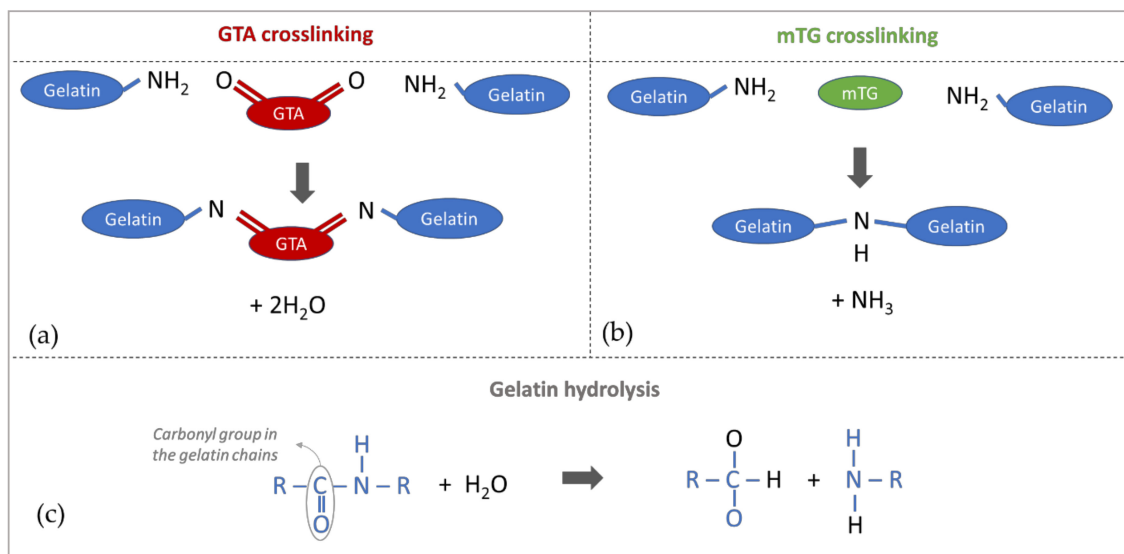 GTA crosslinking
Gelatin NH₂ O O NH₂ Gelatin
GTA
Gelatin N N Gelatin
GTA
+ 2H₂O
(a)
mTG crosslinking
Gelatin NH₂ mTG NH₂ Gelatin
Gelatin N Gelatin
H
+ NH₃
(b)
Gelatin hydrolysis
Carbonyl group in
the gelatin chains
H O H
R – C – N – R + H₂O R – C – H + N – R
O O H
(c)